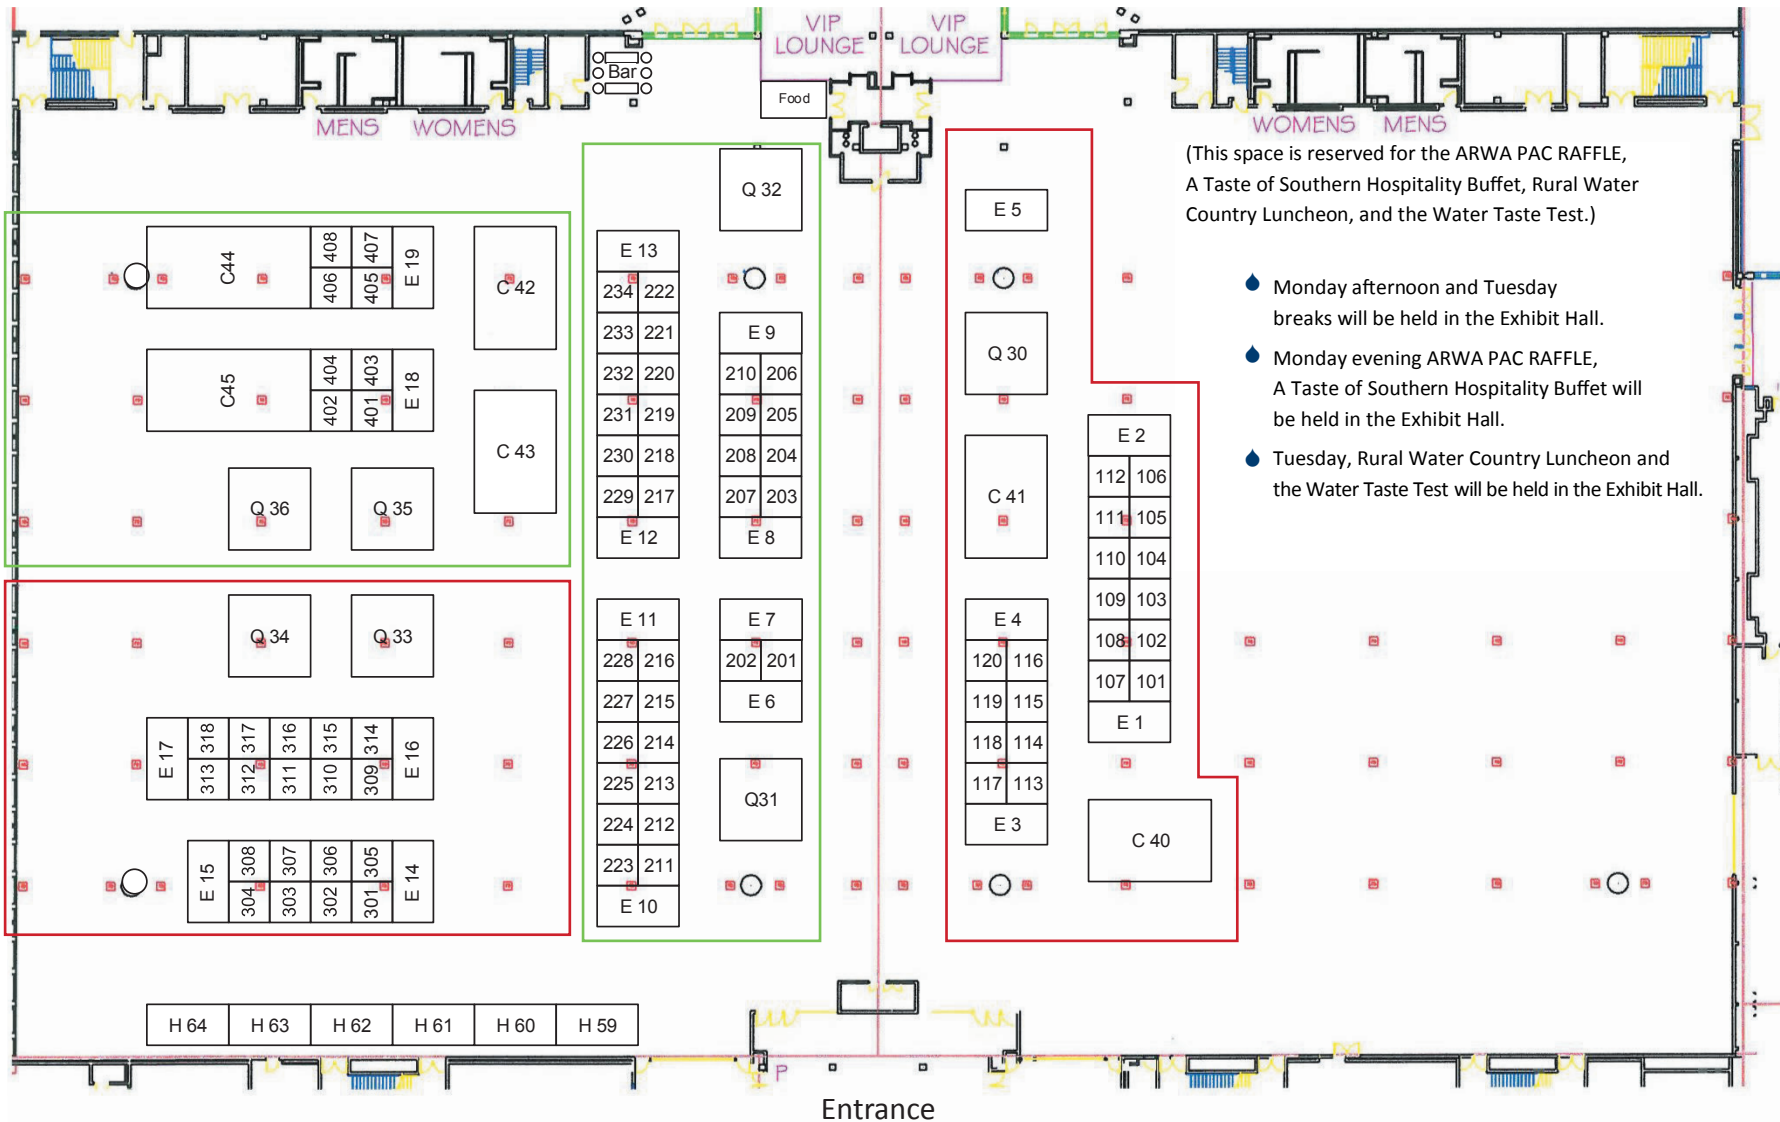 VIP
LOUNGE
VIP
LOUNGE
Bar
Food
MENS
WOMENS
WOMENS
MENS
(This space is reserved for the ARWA PAC RAFFLE,
A Taste of Southern Hospitality Buffet, Rural Water
Country Luncheon, and the Water Taste Test.)
Monday afternoon and Tuesday
breaks will be held in the Exhibit Hall.
Monday evening ARWA PAC RAFFLE,
A Taste of Southern Hospitality Buffet will
be held in the Exhibit Hall.
Tuesday, Rural Water Country Luncheon and
the Water Taste Test will be held in the Exhibit Hall.
C44
408 407
406 405
E 19
C 42
C45
404 403
402 401
E 18
C 43
Q 36
Q 35
Q 34
Q 33
E 17
318 317 316 315 314
313 312 311 310 309
E 16
E 15
308 307 306 305
304 303 302 301
E 14
H 64 H 63 H 62 H 61 H 60 H 59
E 13
234 222
233 221
232 220
231 219
230 218
229 217
E 12
E 11
228 216
227 215
226 214
225 213
224 212
223 211
E 10
Q 32
E 9
210 206
209 205
208 204
207 203
E 8
E 7
202 201
E 6
Q31
E 5
Q 30
C 41
E 4
120 116
119 115
118 114
117 113
E 3
E 2
112 106
111 105
110 104
109 103
108 102
107 101
E 1
C 40
P
Entrance